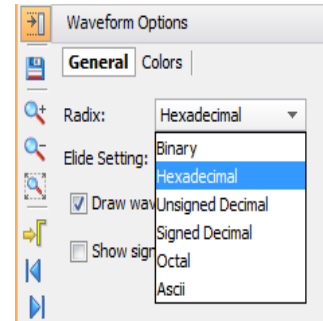 Waveform Options
General Colors
Radix: Hexadecimal
Elide Setting: Binary
Hexadecimal
Draw wav Unsigned Decimal
Signed Decimal
Show sigr Octal
Ascii